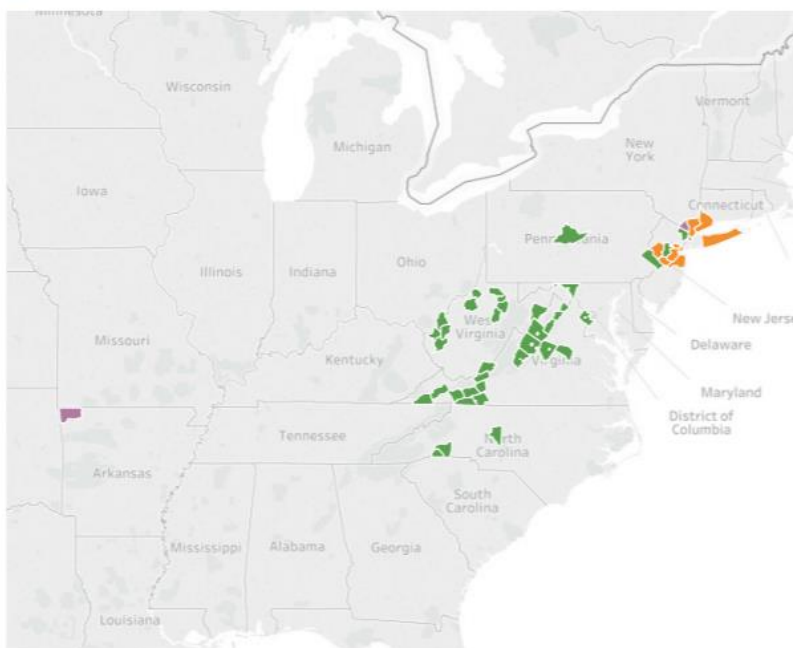 Minnesota
Wisconsin
Vermont
Michigan
New
York
Iowa
Connecticut
Pennsylvania
Ohio
Illinois
Indiana
New Jerse
West
Virginia
Missouri
Delaware
Kentucky
Virginia
Maryland
District of
Columbia
Tennessee
North
Carolina
Arkansas
South
Carolina
Mississippi
Alabama
Georgia
Louisiana